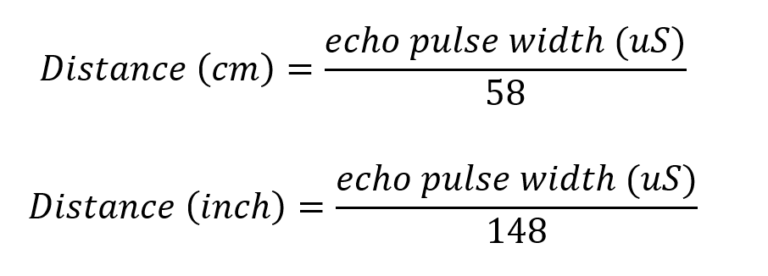 Distance (cm) = echo pulse width (uS) / 58
Distance (inch) = echo pulse width (uS) / 148